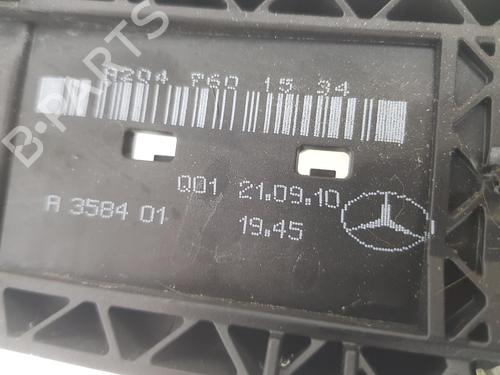 A204 760 15 34
Q01 21.09.10
A 3584 01 19.45
B-PARTS